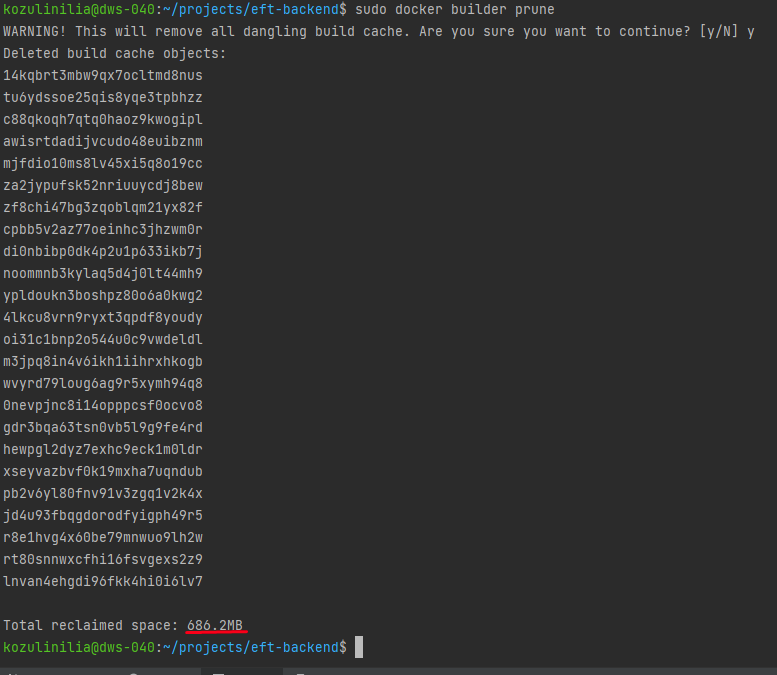 kozulinilia@dws-040:~/projects/eft-backend$ sudo docker builder prune
WARNING! This will remove all dangling build cache. Are you sure you want to continue? [y/N] y
Deleted build cache objects:
14kqbrt3mbw9qx7ocltmd8nus
tu6ydssoe25qis8yqe3tpbhzz
c88qkoqh7qtq0haoz9kwogipl
awisrtdadijvcudo48euibznm
mjfdio10ms8lv45xi5q8o19cc
za2jypufsk52nriuuycdj8bew
zf8chi47bg3zqoblqm21yx82f
cpbb5v2az77oeinhc3jhzwm0r
di0nbibp0dk4p2u1p633ikb7j
noommnb3kylaq5d4j0lt44mh9
ypldoukn3boshpz80o6a0kwg2
4lkcu8vrn9ryxt3qpdf8youdy
oi31c1bnp2o544u0c9vwdeldl
m3jpq8in4v6ikh1iihrxhkogb
wvyrd79loug6ag9r5xymh94q8
0nevpjnc8i14opppcsf0ocvo8
gdr3bqa63tsn0vb5l9g9fe4rd
hewpgl2dyz7exhc9eck1m0ldr
xseyvazbvf0k19mxha7uqndub
pb2v6yl80fnv91v3zgq1v2k4x
jd4u93fbqgdorodfyigph49r5
r8e1hvg4x60be79mnwuo9lh2w
rt80snnwxcfhi16fsvgexs2z9
lnvan4ehgdi96fkk4hi0i6lv7
Total reclaimed space: 686.2MB
kozulinilia@dws-040:~/projects/eft-backend$